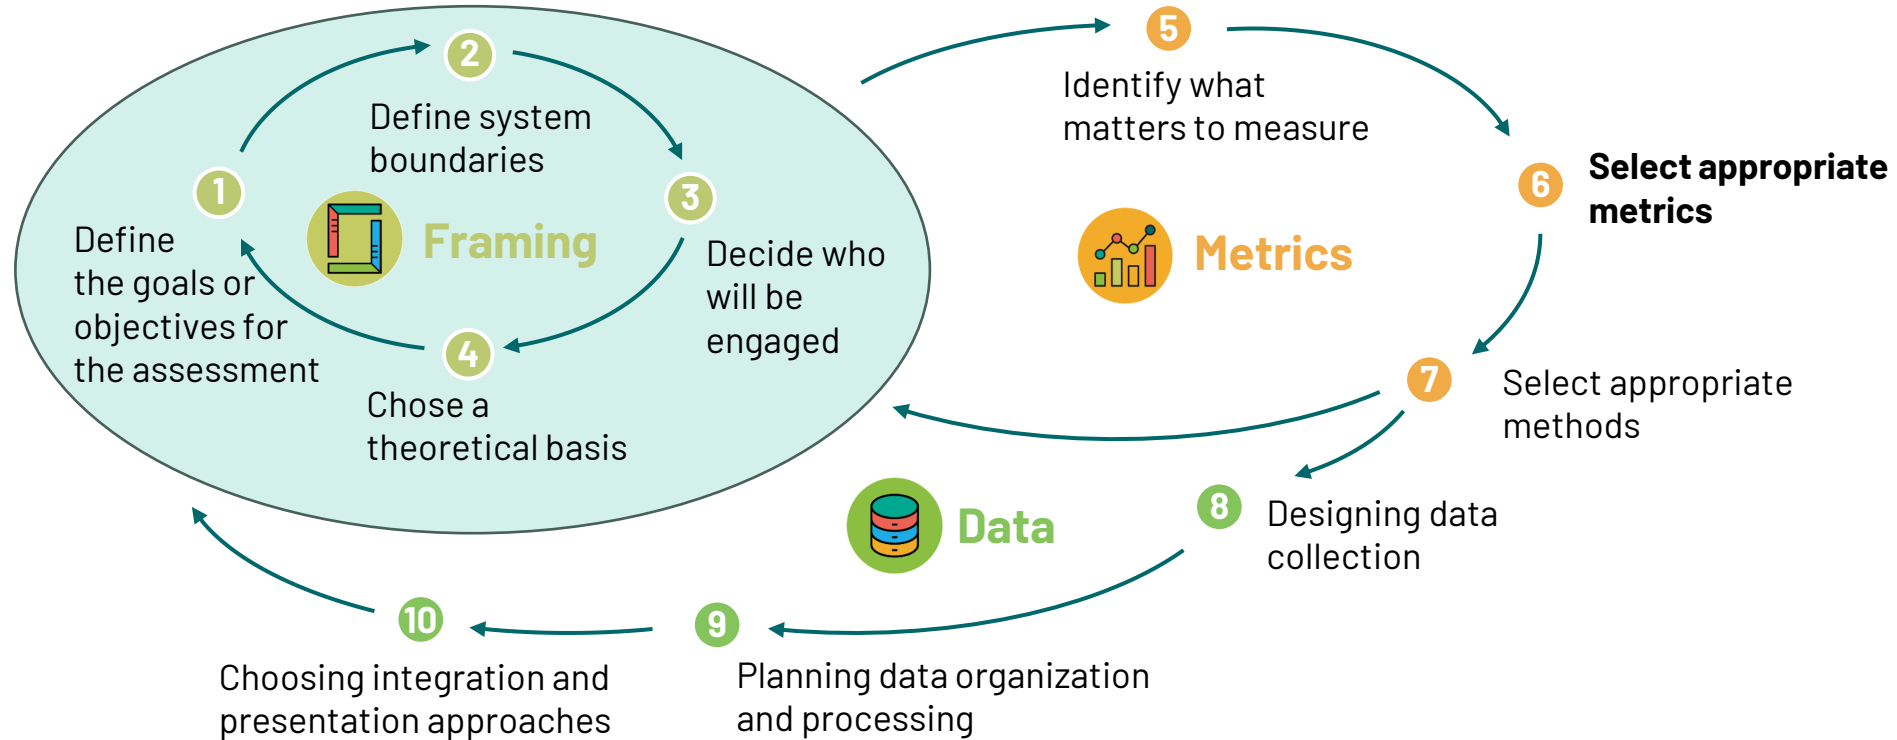 1
Define
the goals or
objectives for
the assessment
2
Define system
boundaries
Framing
3
Decide who
will be
engaged
4
Chose a
theoretical basis
5
Identify what
matters to measure
Metrics
6
Select appropriate
metrics
7
Select appropriate
methods
Data
8
Designing data
collection
9
Planning data organization
and processing
10
Choosing integration and
presentation approaches